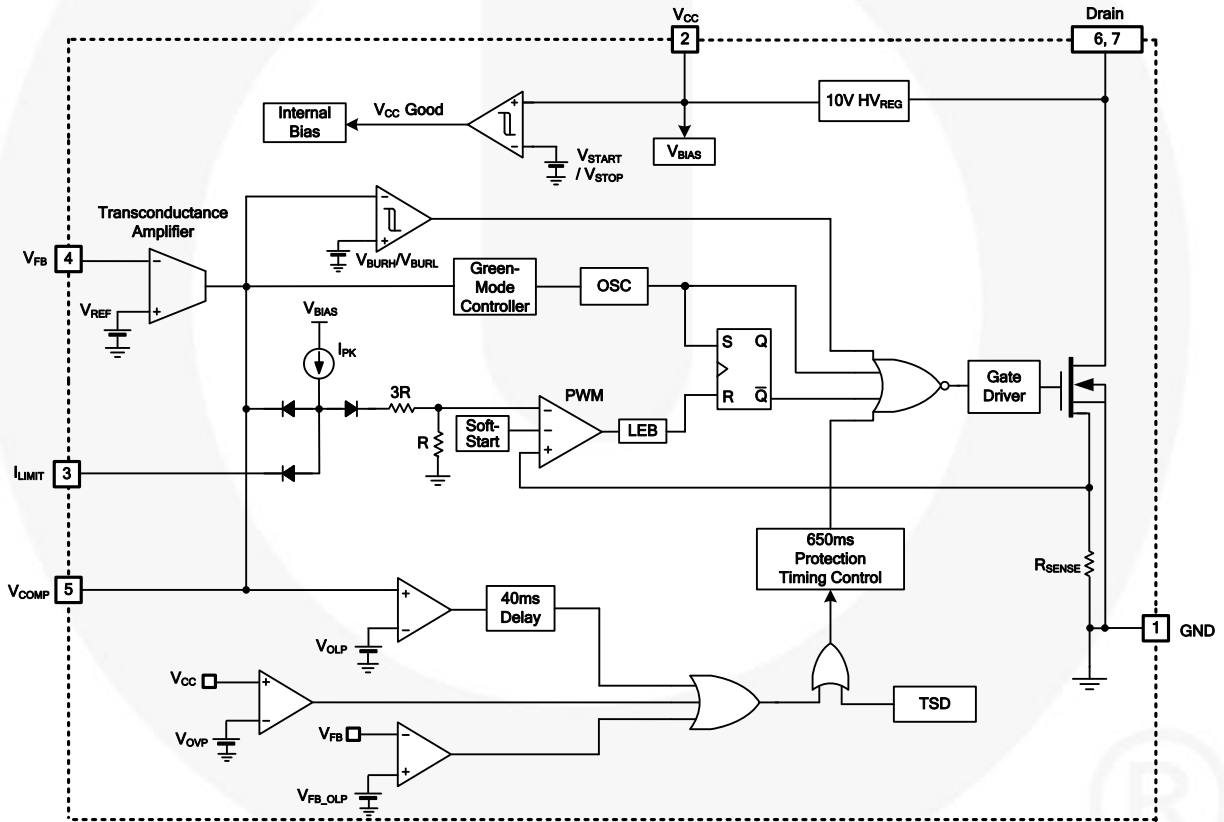 VCC
Drain
2
6, 7
Internal
Bias
VCC Good
+
−
VSTART
/ VSTOP
VBIAS
10V HVREG
Transconductance
Amplifier
VFB
4
−
+
VREF
−
+
VBURH/VBURL
Green-
Mode
Controller
OSC
VBIAS
IPK
3R
R
Soft-
Start
PWM
−
−
+
LEB
S
Q
R
Q̅
Gate
Driver
ILIMIT
3
650ms
Protection
Timing Control
RSENSE
VCOMP
5
+
−
VOLP
40ms
Delay
1
GND
VCC
+
−
VOVP
VFB
−
+
VFB_OLP
TSD
®